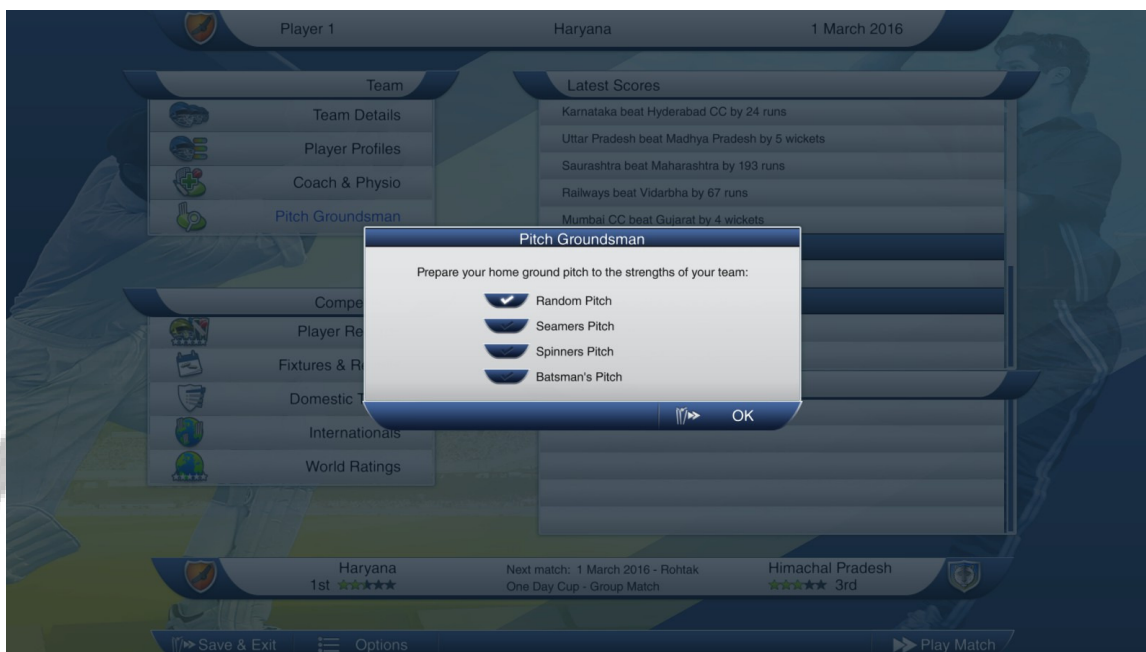 Player 1
Haryana
1 March 2016
Team
Team Details
Player Profiles
Coach & Physio
Pitch Groundsman
Latest Scores
Karnataka beat Hyderabad CC by 24 runs
Uttar Pradesh beat Madhya Pradesh by 5 wickets
Saurashtra beat Maharashtra by 193 runs
Railways beat Vidarbha by 67 runs
Mumbai CC beat Gujarat by 4 wickets
Pitch Groundsman
Prepare your home ground pitch to the strengths of your team:
Random Pitch
Seamers Pitch
Spinners Pitch
Batsman's Pitch
OK
Compe
Player Re
Fixtures & R
Domestic T
Internationals
World Ratings
Haryana
1st
Next match: 1 March 2016 - Rohtak
One Day Cup - Group Match
Himachal Pradesh
3rd
Save & Exit
Options
Play Match